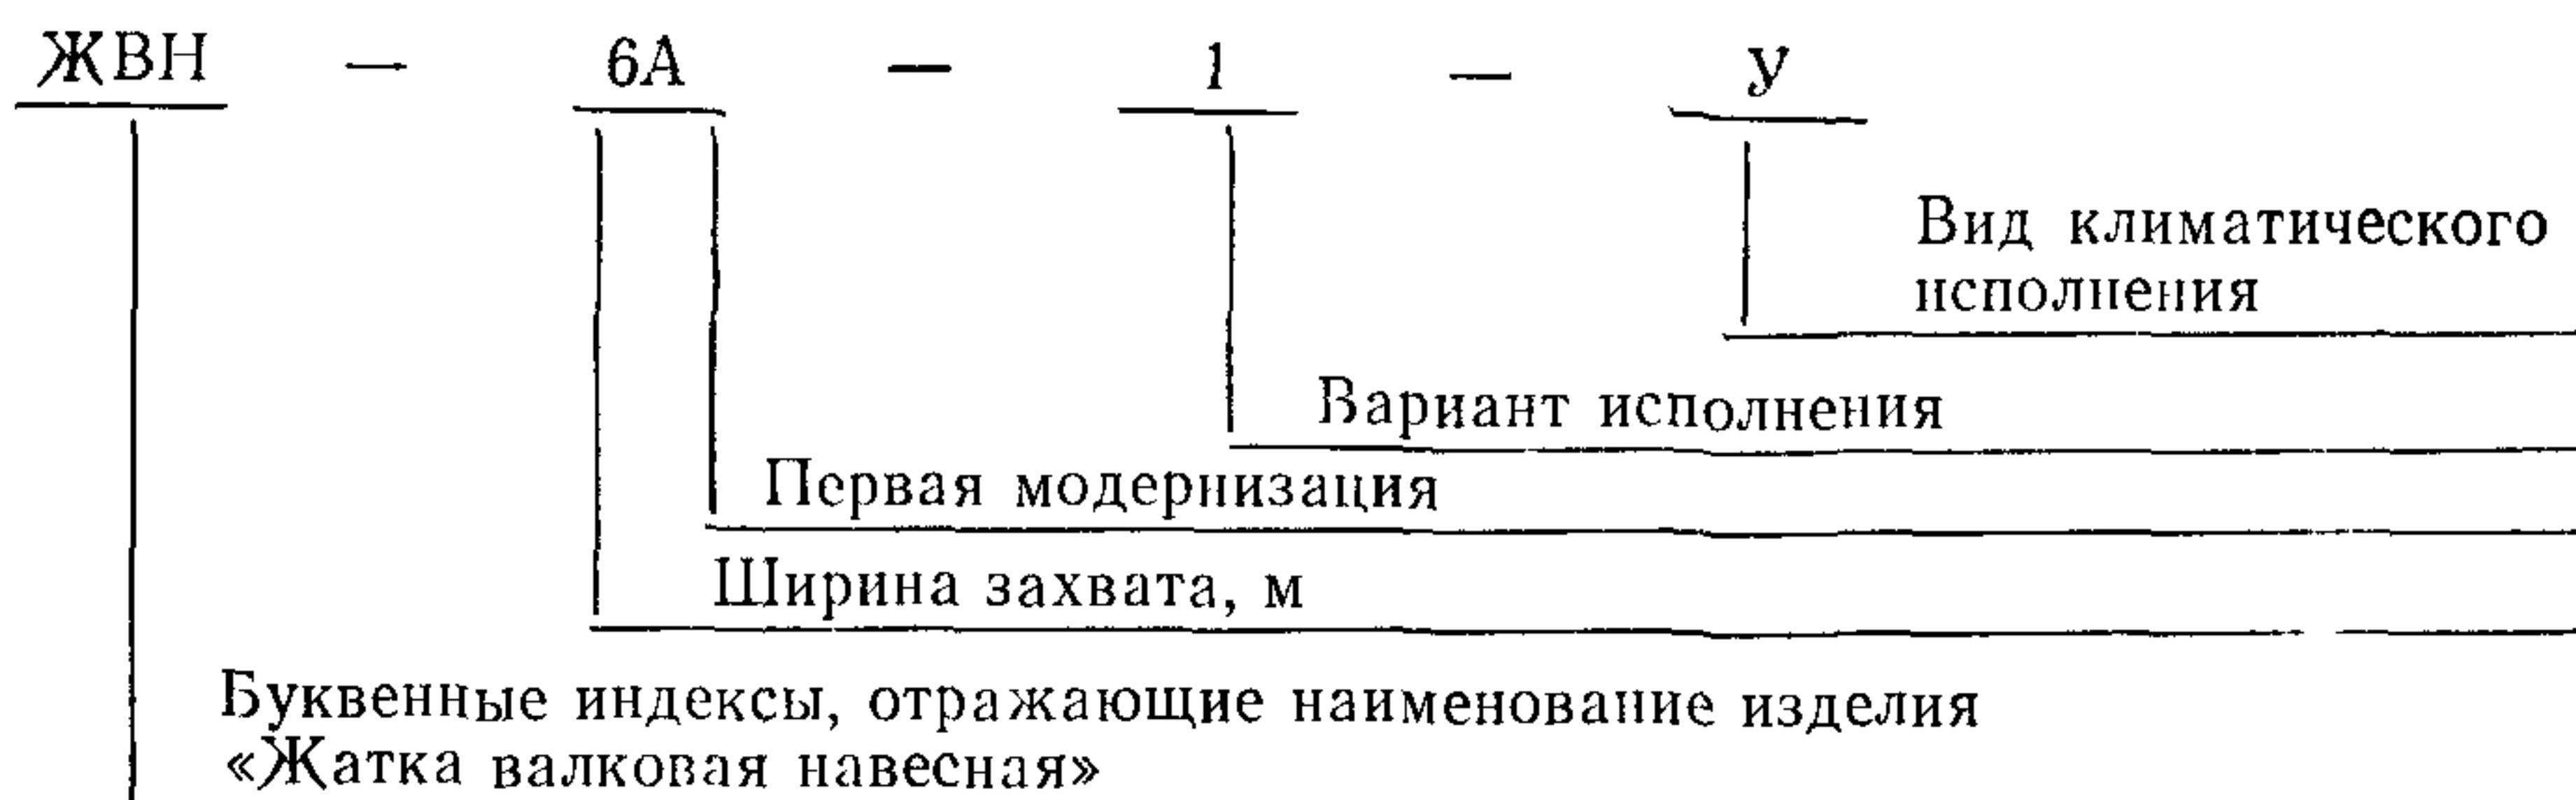 ЖВН — 6А — 1 — У
Вид климатического
исполнения
Вариант исполнения
Первая модернизация
Ширина захвата, м
Буквенные индексы, отражающие наименование изделия
«Жатка валковая навесная»